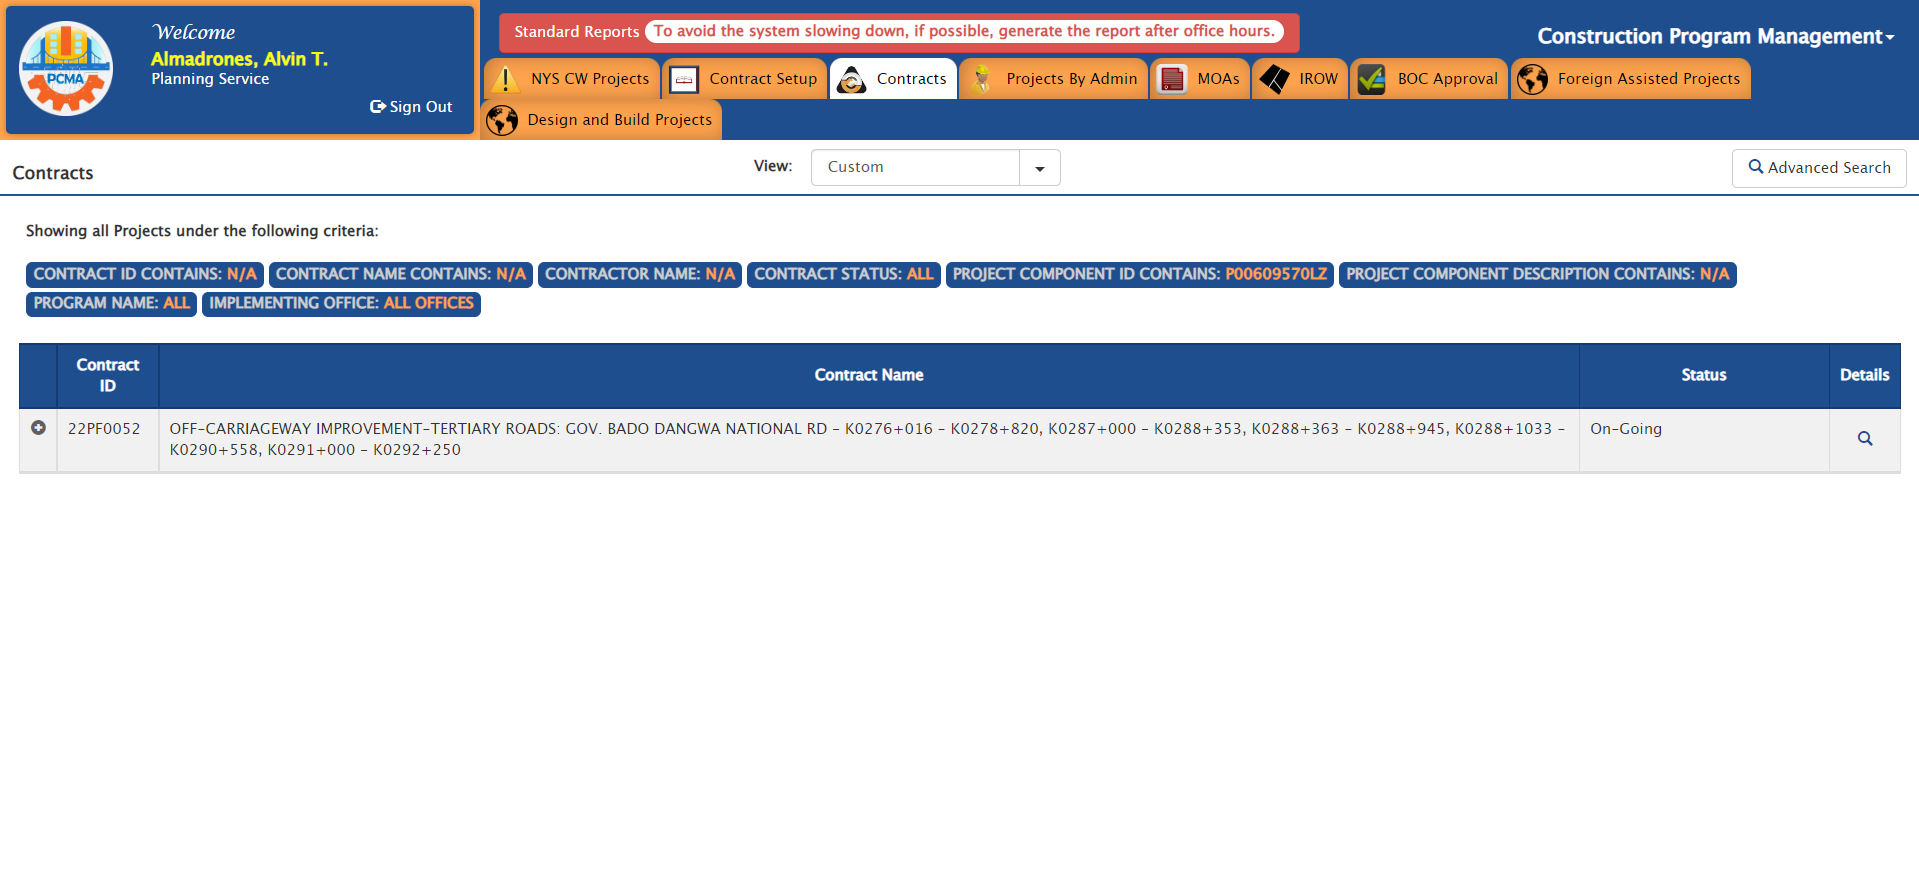 PCMA
Welcome
Almadrones, Alvin T.
Planning Service
Sign Out
Standard Reports To avoid the system slowing down, if possible, generate the report after office hours.
Construction Program Management
NYS CW Projects
Contract Setup
Contracts
Projects By Admin
MOAs
IROW
BOC Approval
Foreign Assisted Projects
Design and Build Projects
Contracts
View:
Custom
Advanced Search
Showing all Projects under the following criteria:
CONTRACT ID CONTAINS: N/A CONTRACT NAME CONTAINS: N/A CONTRACTOR NAME: N/A CONTRACT STATUS: ALL PROJECT COMPONENT ID CONTAINS: P00609570LZ PROJECT COMPONENT DESCRIPTION CONTAINS: N/A
PROGRAM NAME: ALL IMPLEMENTING OFFICE: ALL OFFICES
Contract
ID
Contract Name
Status
Details
22PF0052
OFF-CARRIAGEWAY IMPROVEMENT-TERTIARY ROADS: GOV. BADO DANGWA NATIONAL RD - K0276+016 - K0278+820, K0287+000 - K0288+353, K0288+363 - K0288+945, K0288+1033 -
K0290+558, K0291+000 - K0292+250
On-Going